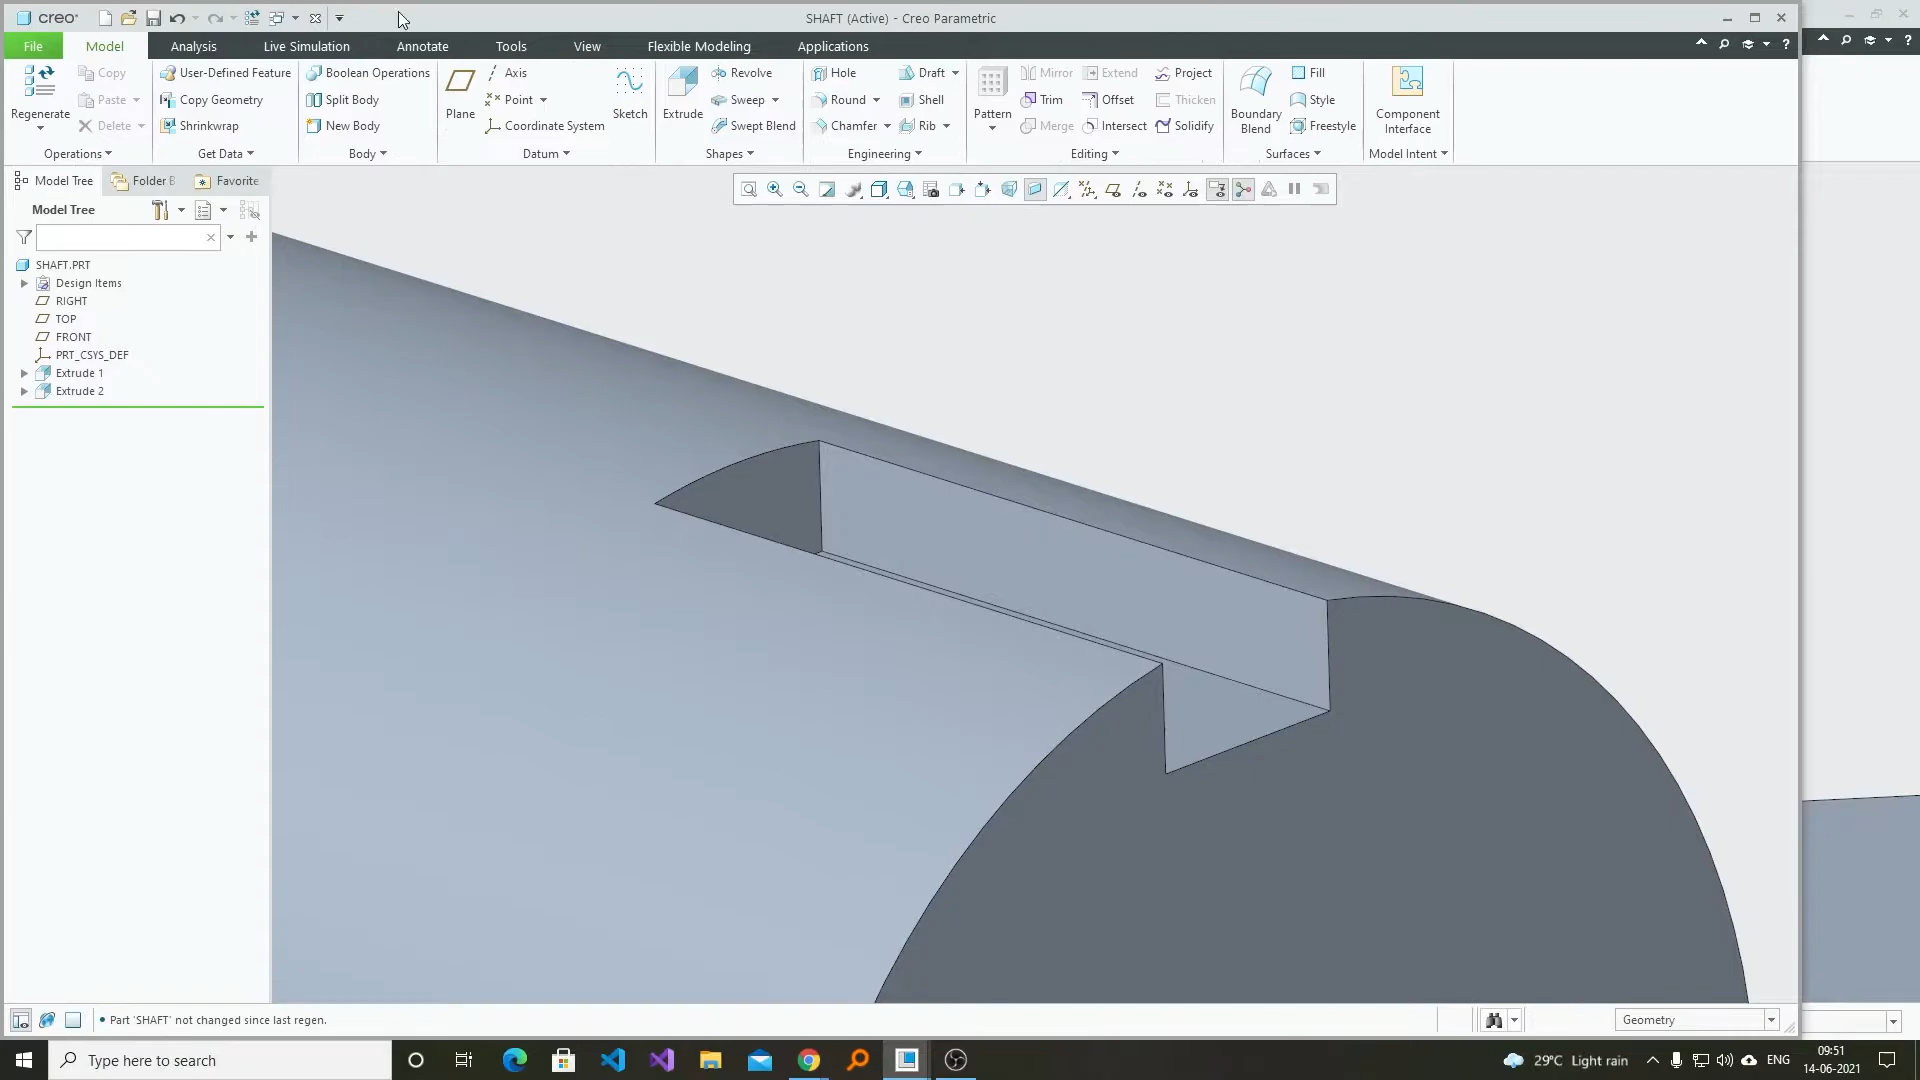 creo
SHAFT (Active) - Creo Parametric
File
Model
Analysis
Live Simulation
Annotate
Tools
View
Flexible Modeling
Applications
Regenerate
Copy
Paste
Delete
Operations
User-Defined Feature
Copy Geometry
Shrinkwrap
Get Data
Boolean Operations
Split Body
New Body
Body
Plane
Axis
Point
Coordinate System
Sketch
Datum
Extrude
Revolve
Sweep
Swept Blend
Shapes
Hole
Round
Chamfer
Draft
Shell
Rib
Engineering
Pattern
Mirror
Trim
Merge
Extend
Offset
Intersect
Project
Thicken
Solidify
Editing
Boundary
Blend
Fill
Style
Freestyle
Surfaces
Component
Interface
Model Intent
Model Tree
Folder B
Favorite
Model Tree
SHAFT.PRT
Design Items
RIGHT
TOP
FRONT
PRT_CSYS_DEF
Extrude 1
Extrude 2
Part 'SHAFT' not changed since last regen.
Geometry
Type here to search
29°C Light rain
ENG
09:51
14-06-2021